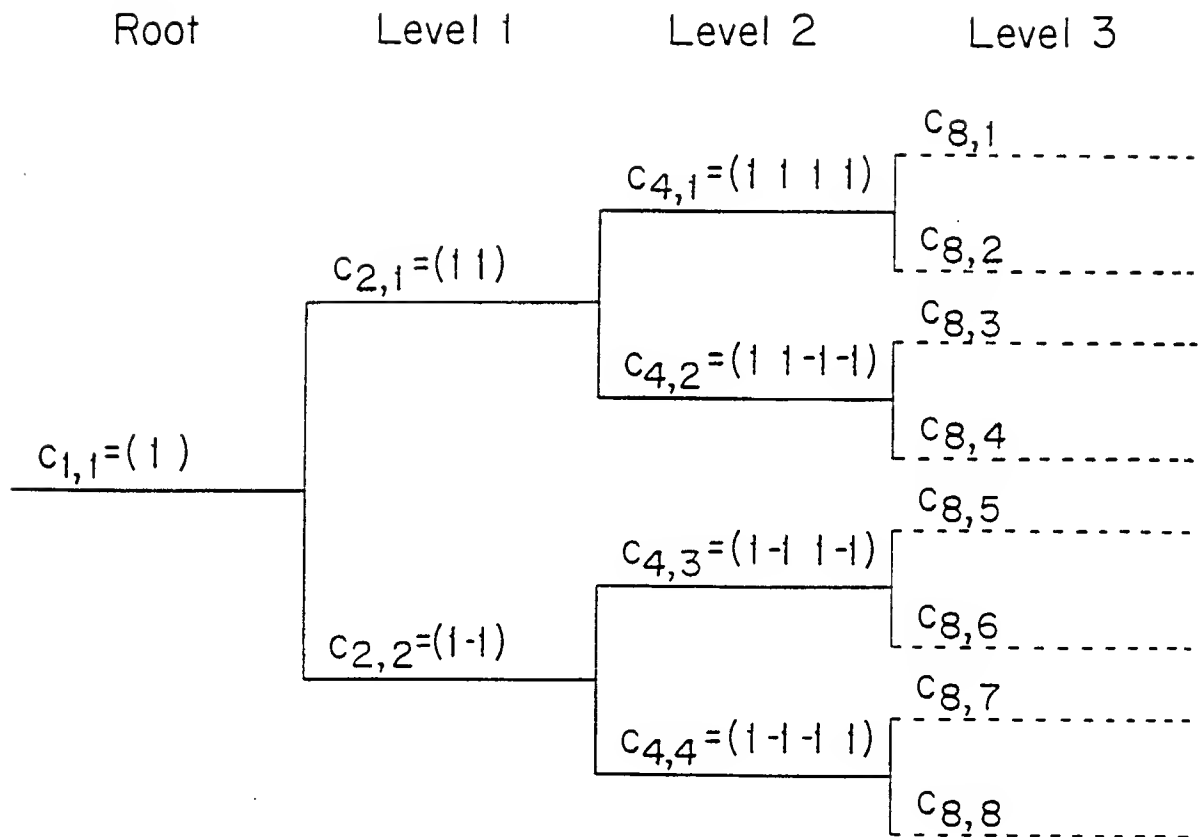 Root Level 1 Level 2 Level 3
c8,1
c4,1=(1 1 1 1)
c8,2
c2,1=(1 1)
c8,3
c4,2=(1 1-1-1)
c8,4
c1,1=(1)
c8,5
c4,3=(1-1 1-1)
c8,6
c2,2=(1-1)
c8,7
c4,4=(1-1-1 1)
c8,8